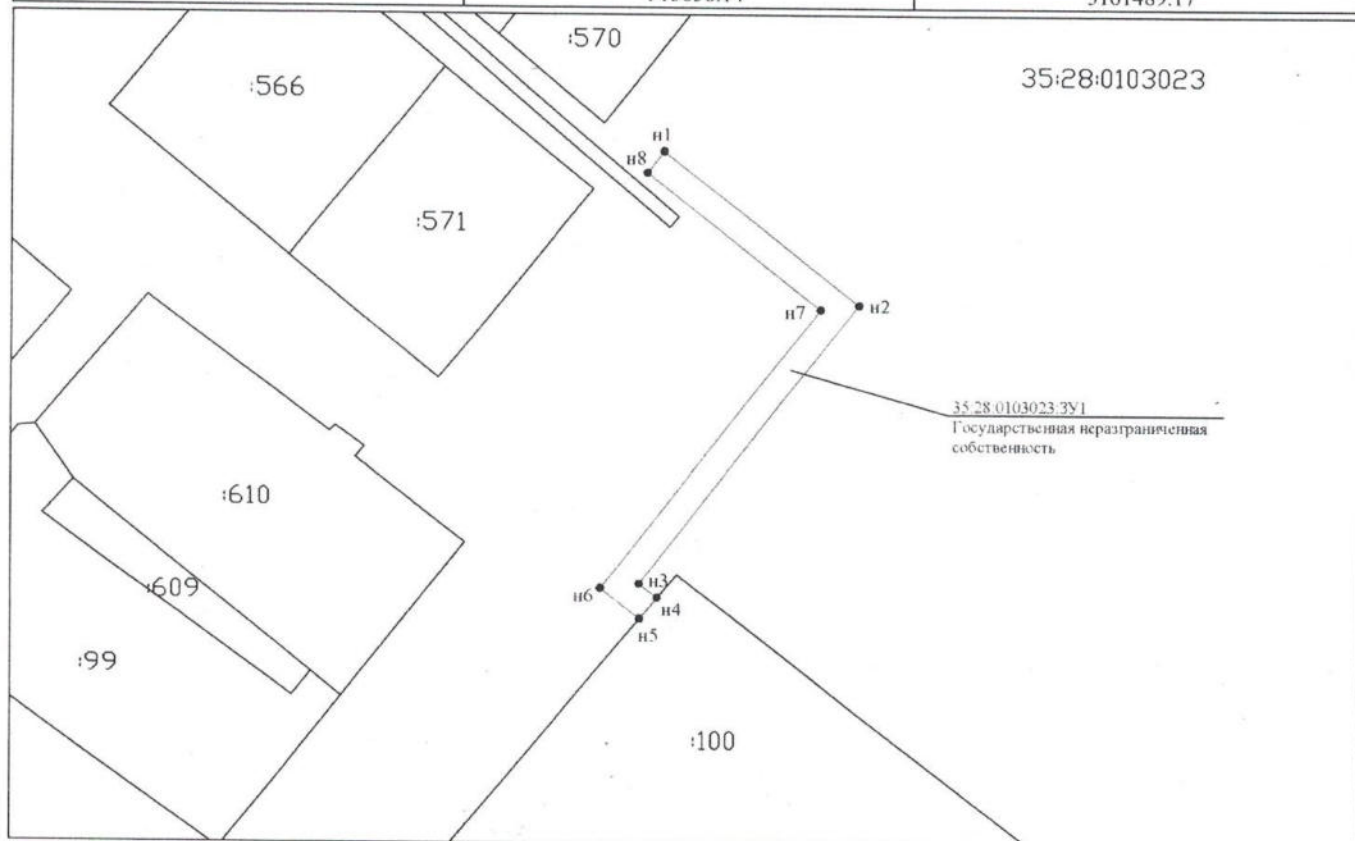 :570
:566
35:28:0103023
н1
н8
:571
н7
н2
35:28:0103023:ЗУ1
Государственная неразграниченная
собственность
:610
:609
н6
н3
н4
н5
:99
:100